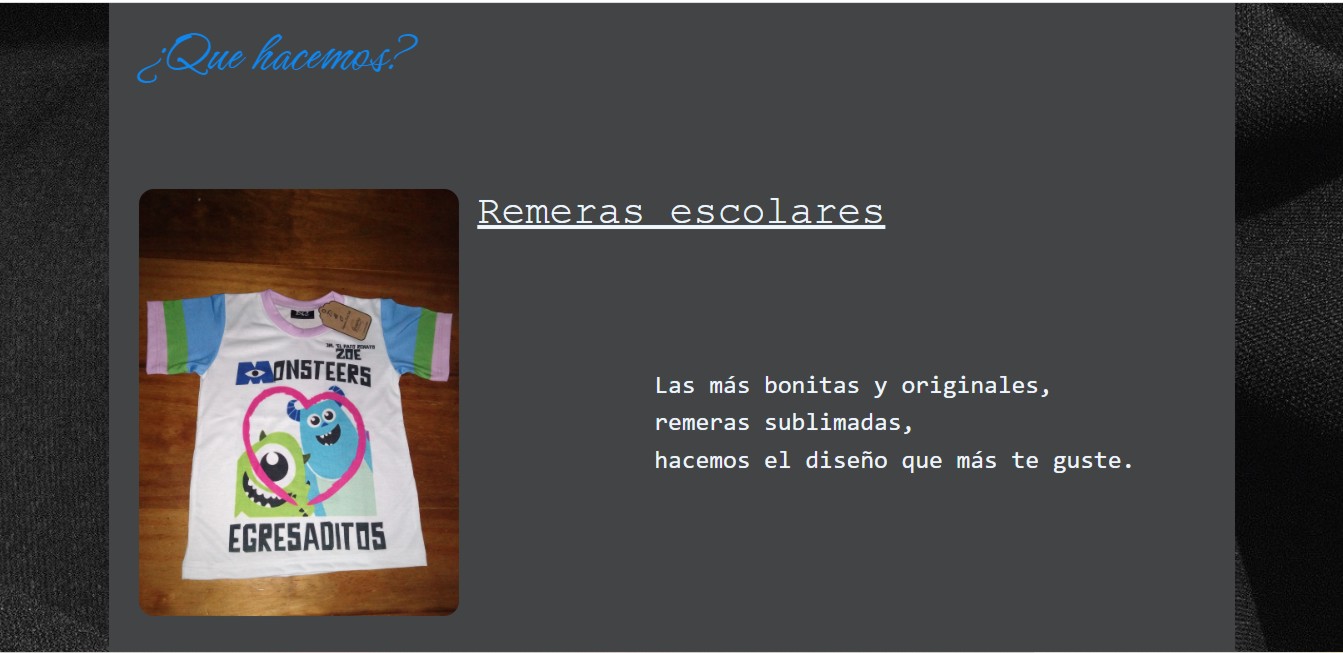 ¿Que hacemos?
Remeras escolares
ZOE
MONSTEERS
EGRESADITOS
Las más bonitas y originales,
remeras sublimadas,
hacemos el diseño que más te guste.